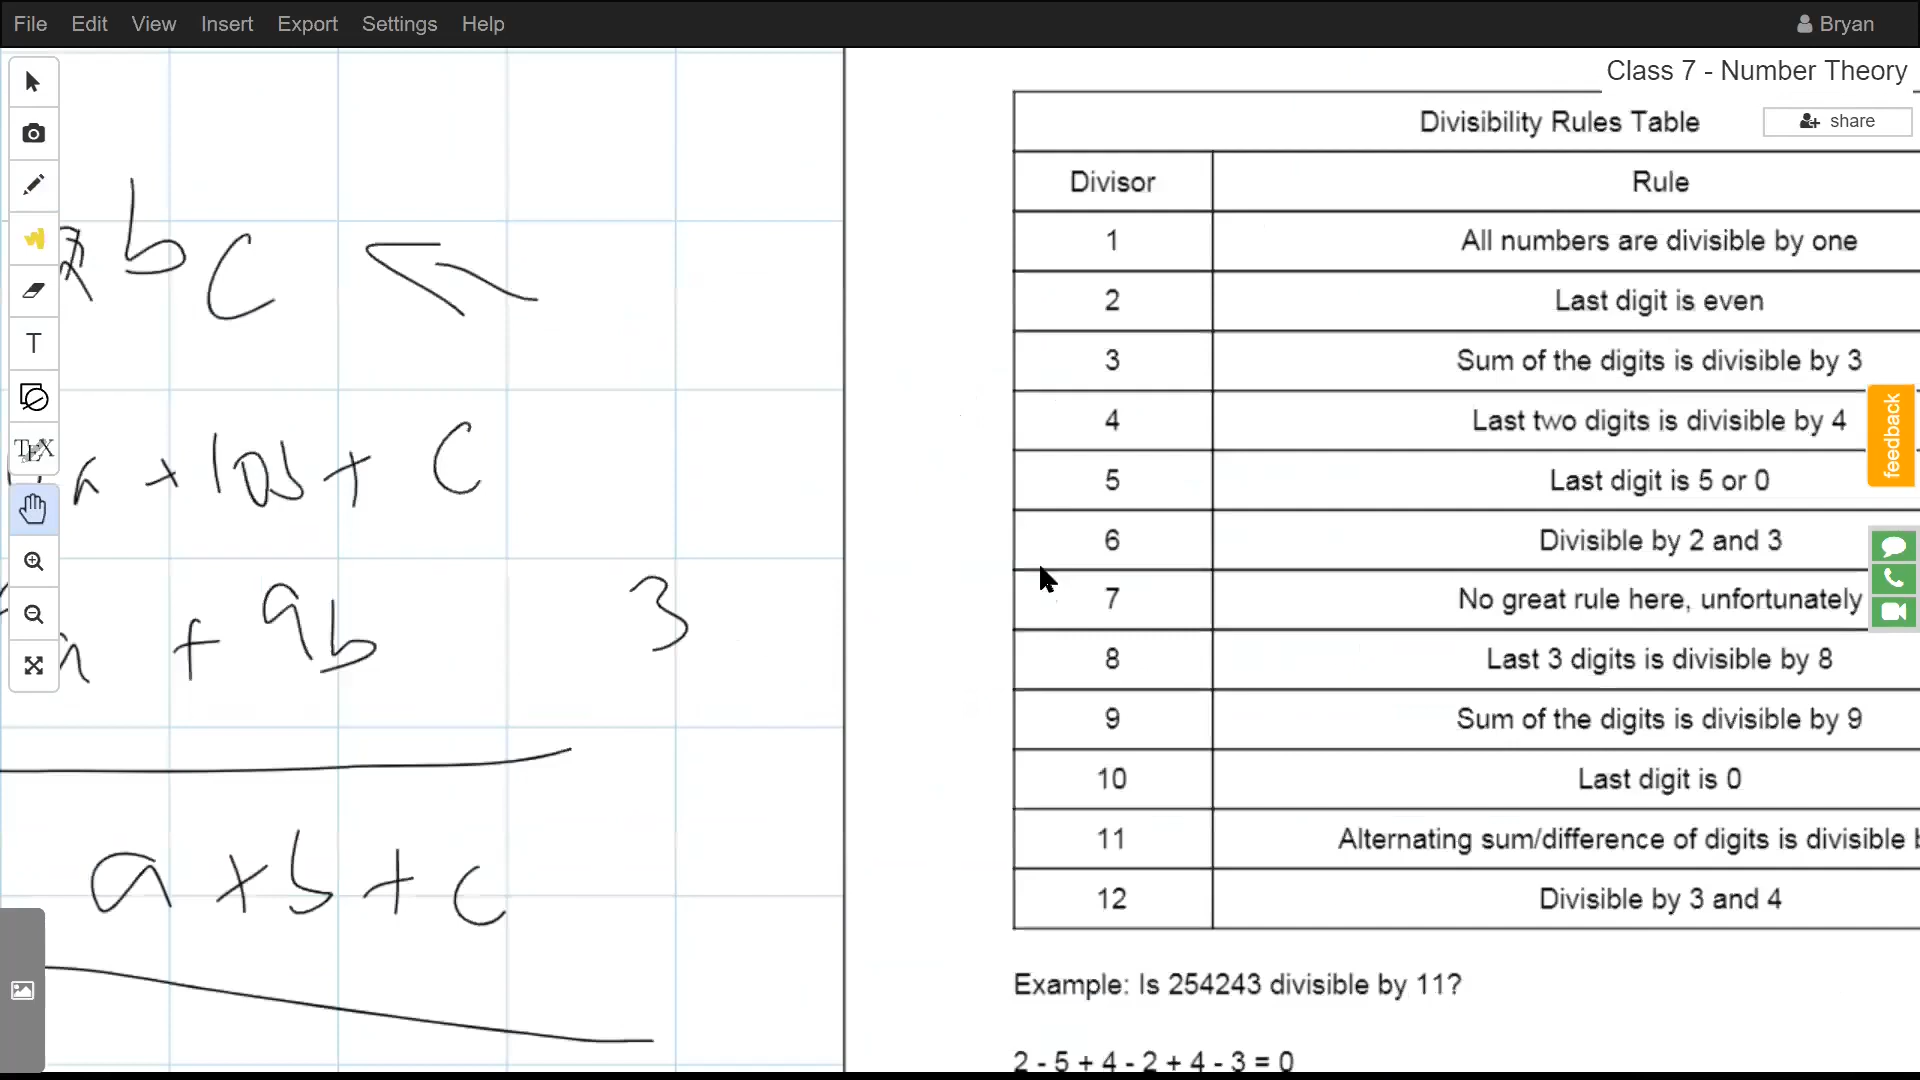 File Edit View Insert Export Settings Help Bryan
Class 7 - Number Theory
share
b c
a + 10b + c
+ 9b 3
a + b + c
T
TEX
Divisibility Rules Table
Divisor Rule
1 All numbers are divisible by one
2 Last digit is even
3 Sum of the digits is divisible by 3
4 Last two digits is divisible by 4
5 Last digit is 5 or 0
6 Divisible by 2 and 3
7 No great rule here, unfortunately
8 Last 3 digits is divisible by 8
9 Sum of the digits is divisible by 9
10 Last digit is 0
11 Alternating sum/difference of digits is divisible
12 Divisible by 3 and 4
feedback
Example: Is 254243 divisible by 11?
2 - 5 + 4 - 2 + 4 - 3 = 0